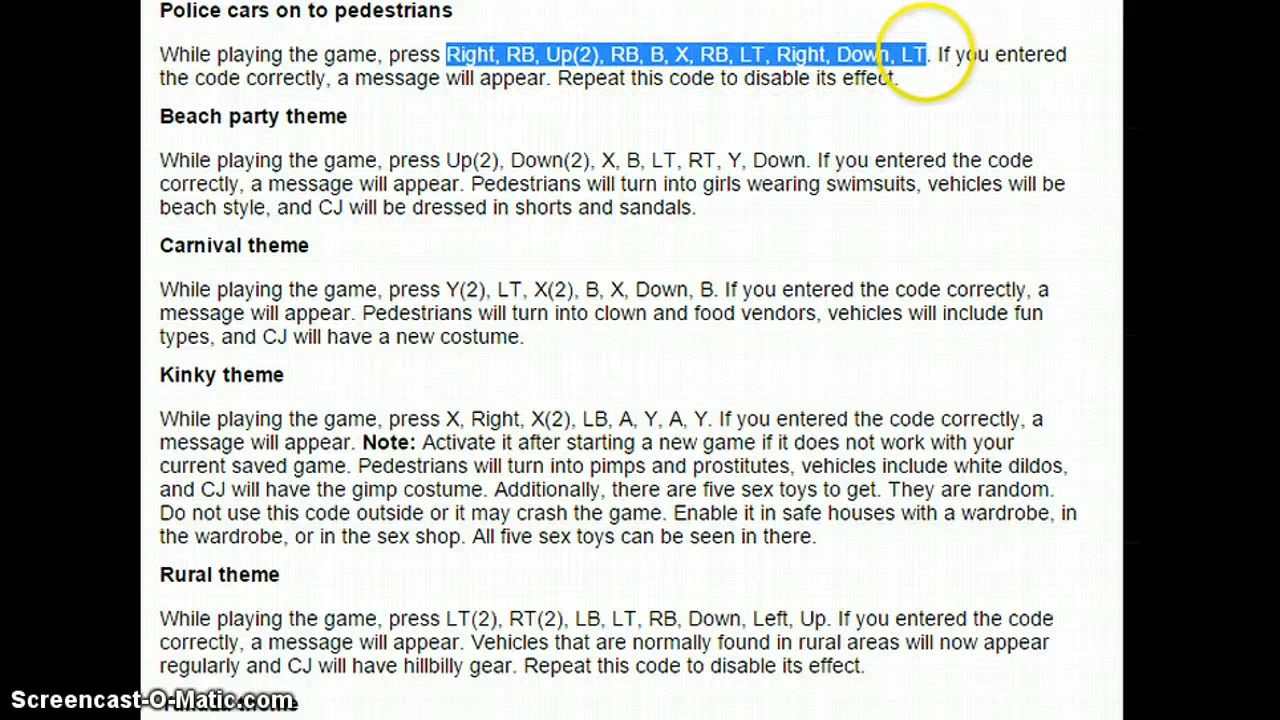 Police cars on to pedestrians
While playing the game, press Right, RB, Up(2), RB, B, X, RB, LT, Right, Down, LT. If you entered
the code correctly, a message will appear. Repeat this code to disable its effect.
Beach party theme
While playing the game, press Up(2), Down(2), X, B, LT, RT, Y, Down. If you entered the code
correctly, a message will appear. Pedestrians will turn into girls wearing swimsuits, vehicles will be
beach style, and CJ will be dressed in shorts and sandals.
Carnival theme
While playing the game, press Y(2), LT, X(2), B, X, Down, B. If you entered the code correctly, a
message will appear. Pedestrians will turn into clown and food vendors, vehicles will include fun
types, and CJ will have a new costume.
Kinky theme
While playing the game, press X, Right, X(2), LB, A, Y, A, Y. If you entered the code correctly, a
message will appear. Note: Activate it after starting a new game if it does not work with your
current saved game. Pedestrians will turn into pimps and prostitutes, vehicles include white dildos,
and CJ will have the gimp costume. Additionally, there are five sex toys to get. They are random.
Do not use this code outside or it may crash the game. Enable it in safe houses with a wardrobe, in
the wardrobe, or in the sex shop. All five sex toys can be seen in there.
Rural theme
While playing the game, press LT(2), RT(2), LB, LT, RB, Down, Left, Up. If you entered the code
correctly, a message will appear. Vehicles that are normally found in rural areas will now appear
regularly and CJ will have hillbilly gear. Repeat this code to disable its effect.
Screencast-O-Matic.com
theme